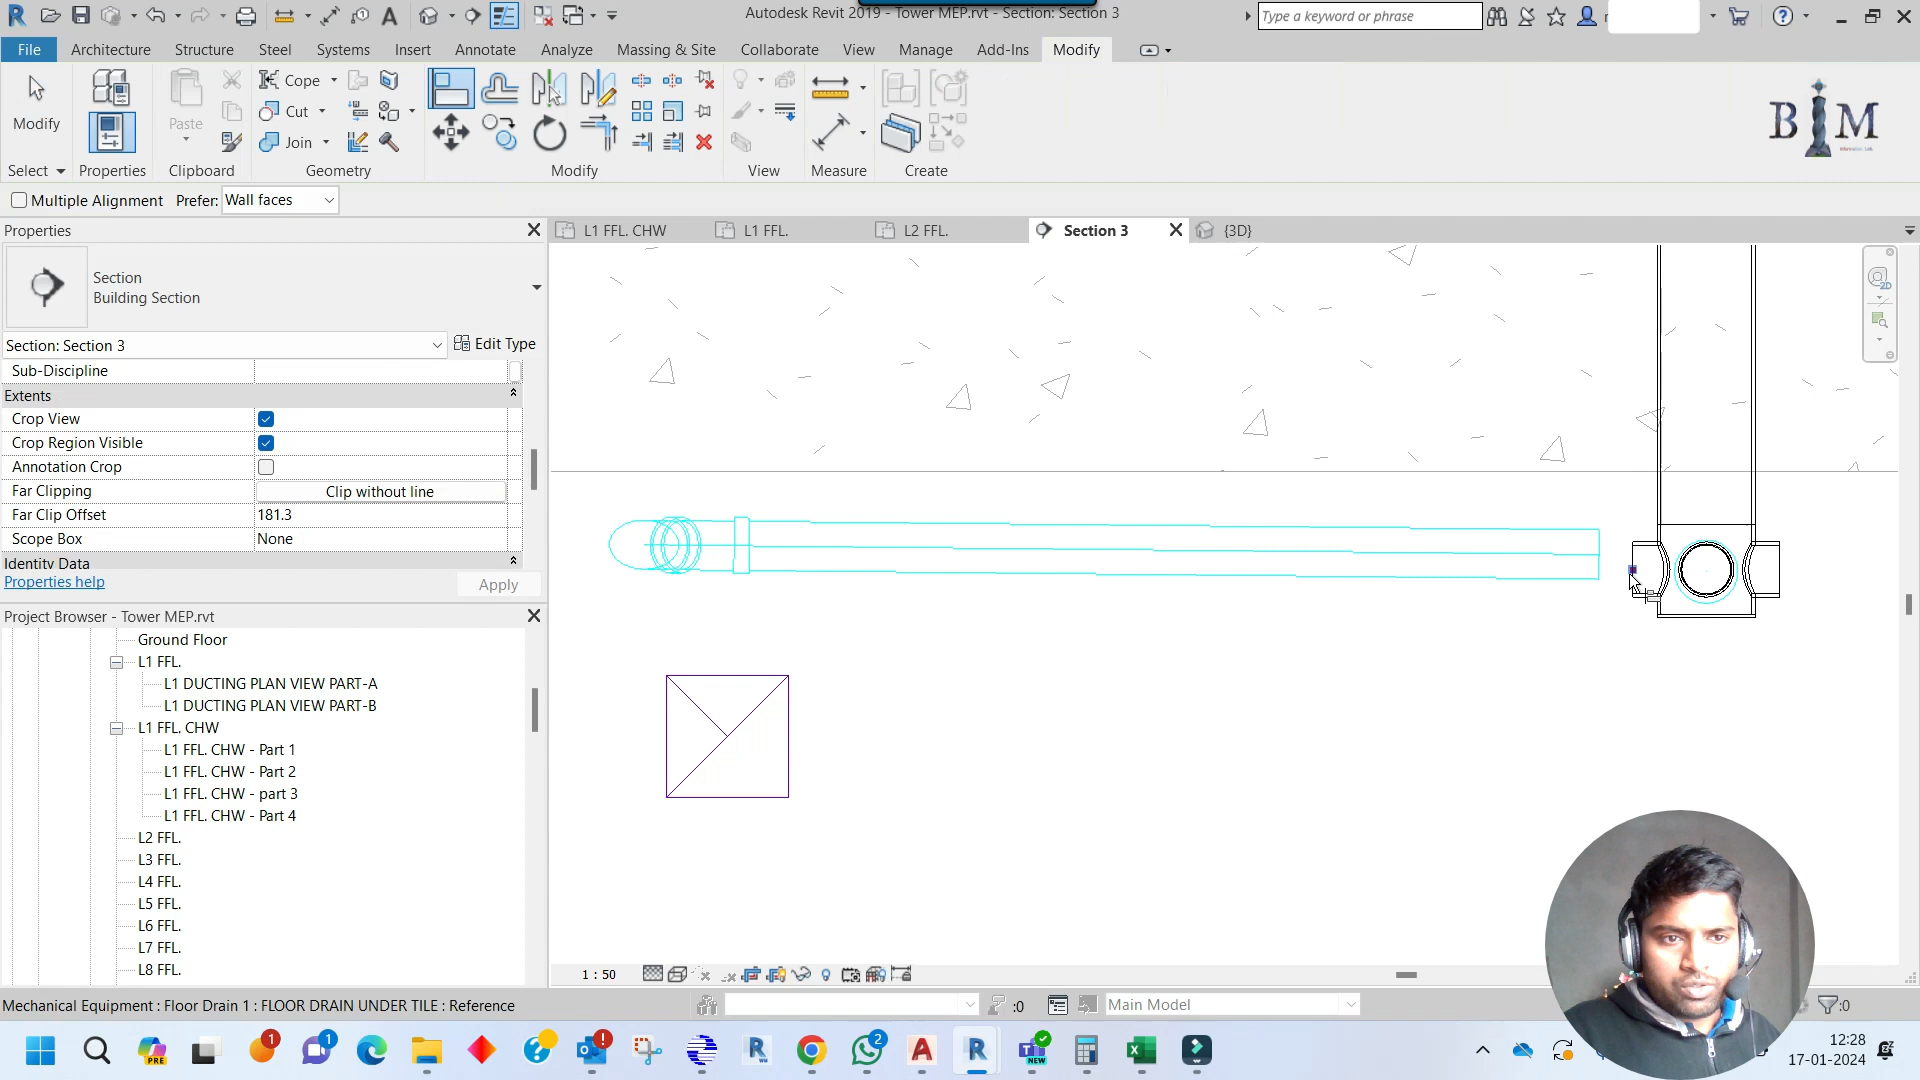 Autodesk Revit 2019 - Tower MEP.rvt - Section: Section 3
Type a keyword or phrase
File Architecture Structure Steel Systems Insert Annotate Analyze Massing & Site Collaborate View Manage Add-Ins Modify
Modify
Paste
Cope
Cut
Join
Select Properties Clipboard Geometry Modify View Measure Create
BIM
Multiple Alignment Prefer: Wall faces
Properties
L1 FFL. CHW L1 FFL. L2 FFL. Section 3 {3D}
Section
Building Section
Section: Section 3 Edit Type
Sub-Discipline
Extents
Crop View
Crop Region Visible
Annotation Crop
Far Clipping Clip without line
Far Clip Offset 181.3
Scope Box None
Identity Data
Properties help Apply
Project Browser - Tower MEP.rvt
Ground Floor
L1 FFL.
L1 DUCTING PLAN VIEW PART-A
L1 DUCTING PLAN VIEW PART-B
L1 FFL. CHW
L1 FFL. CHW - Part 1
L1 FFL. CHW - Part 2
L1 FFL. CHW - part 3
L1 FFL. CHW - Part 4
L2 FFL.
L3 FFL.
L4 FFL.
L5 FFL.
L6 FFL.
L7 FFL.
L8 FFL.
1 : 50
Mechanical Equipment : Floor Drain 1 : FLOOR DRAIN UNDER TILE : Reference
:0
Main Model
:0
12:28
17-01-2024